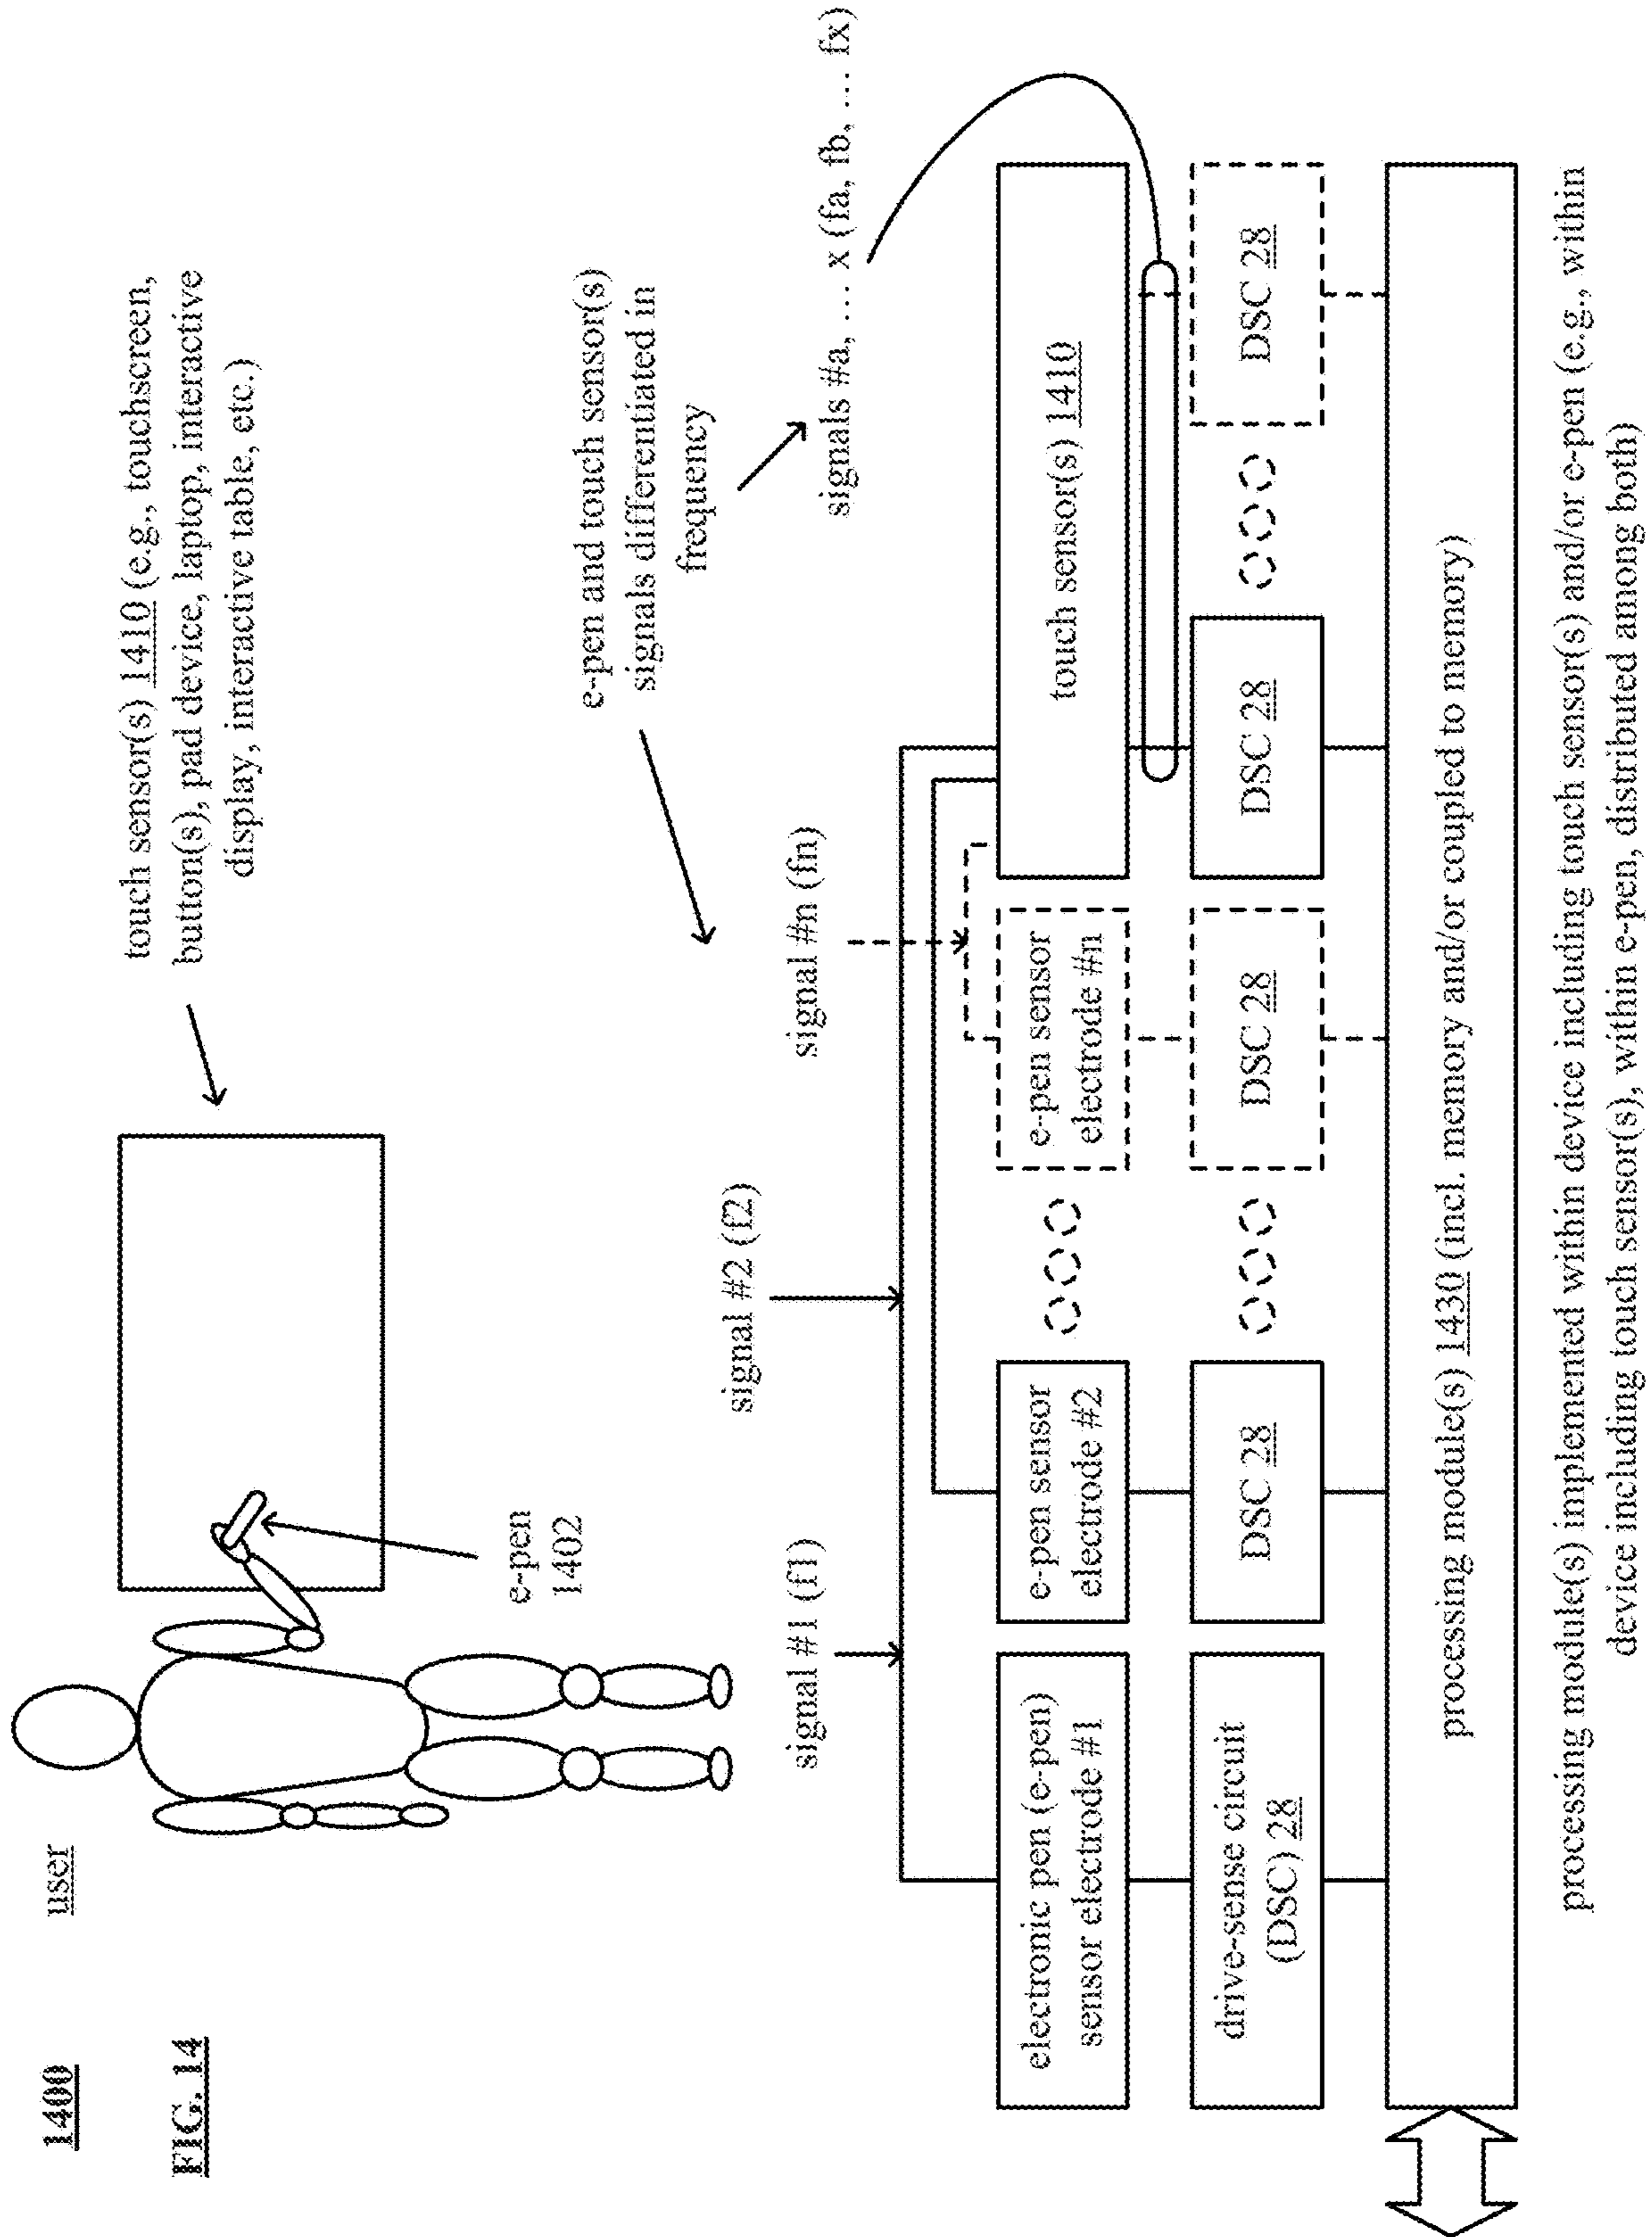 1400
FIG. 14
user
e-pen
1402
touch sensor(s) 1410 (e.g., touchscreen,
button(s), pad device, laptop, interactive
display, interactive table, etc.)
e-pen and touch sensor(s)
signals differentiated in
frequency
signal #1 (f1)
signal #2 (f2)
signal #n (fn)
signals #a, … x (fa, fb, … fx)
electronic pen (e-pen)
sensor electrode #1
e-pen sensor
electrode #2
e-pen sensor
electrode #n
touch sensor(s) 1410
drive-sense circuit
(DSC) 28
DSC 28
DSC 28
DSC 28
DSC 28
processing module(s) 1430 (incl. memory and/or coupled to memory)
processing module(s) implemented within device including touch sensor(s) and/or e-pen (e.g., within
device including touch sensor(s), within e-pen, distributed among both)